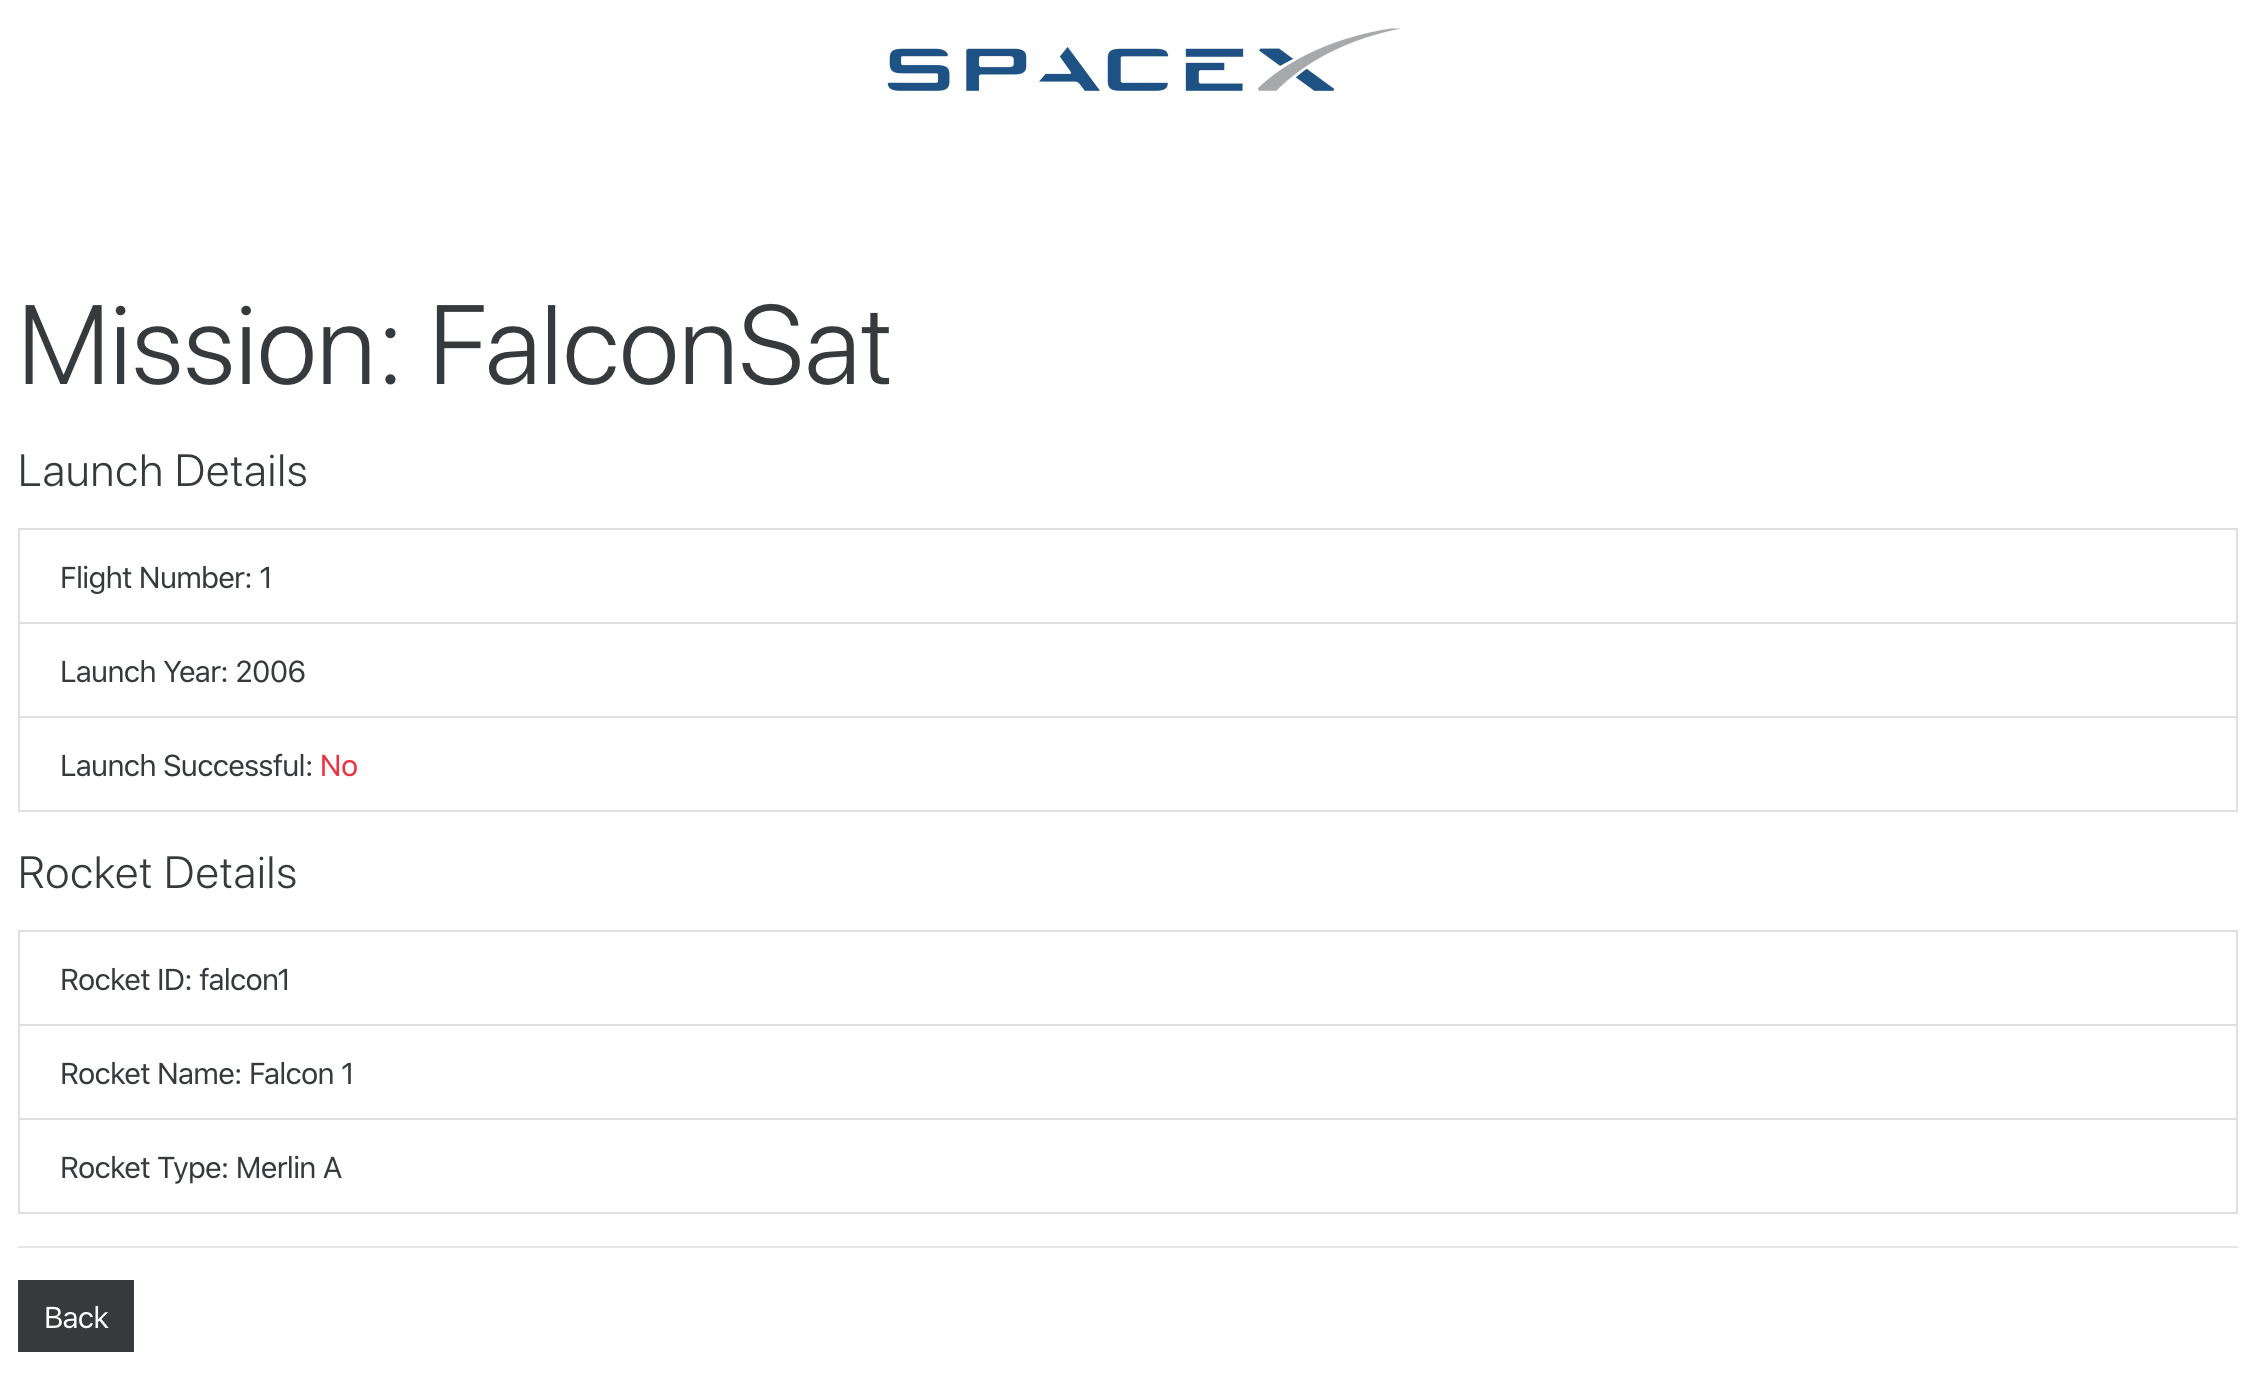 SPACEX
Mission: FalconSat
Launch Details
Flight Number: 1
Launch Year: 2006
Launch Successful: No
Rocket Details
Rocket ID: falcon1
Rocket Name: Falcon 1
Rocket Type: Merlin A
Back